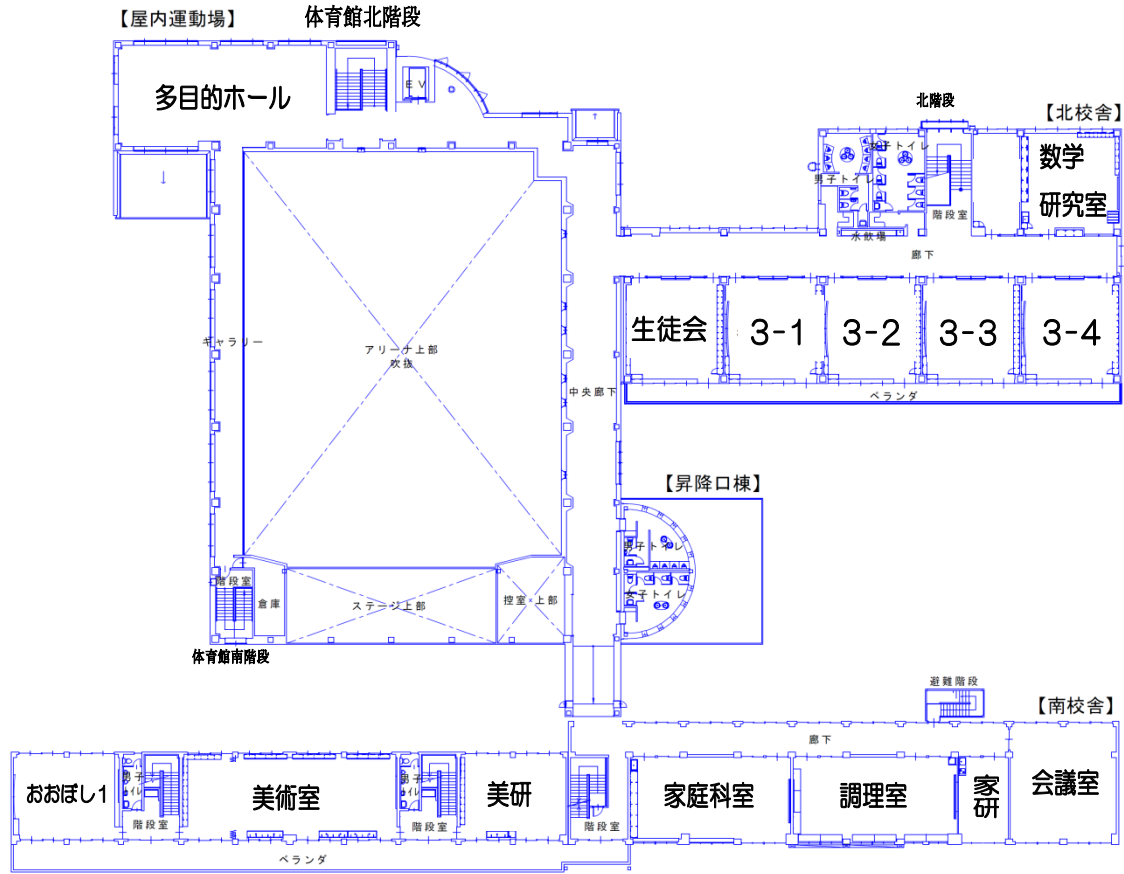 【屋内運動場】
体育館北階段
多目的ホール
EV
北階段
【北校舎】
男子トイレ
女子トイレ
階段室
数学
研究室
水飲場
廊下
生徒会
3-1
3-2
3-3
3-4
ベランダ
ギャラリー
アリーナ上部
吹抜
中央廊下
【昇降口棟】
男子トイレ
女子トイレ
階段室
倉庫
ステージ上部
控室・上部
体育館南階段
避難階段
【南校舎】
廊下
おおぼし1
男子
トイレ
階段室
美術室
男子
トイレ
階段室
美研
階段室
家庭科室
調理室
家
研
会議室
ベランダ